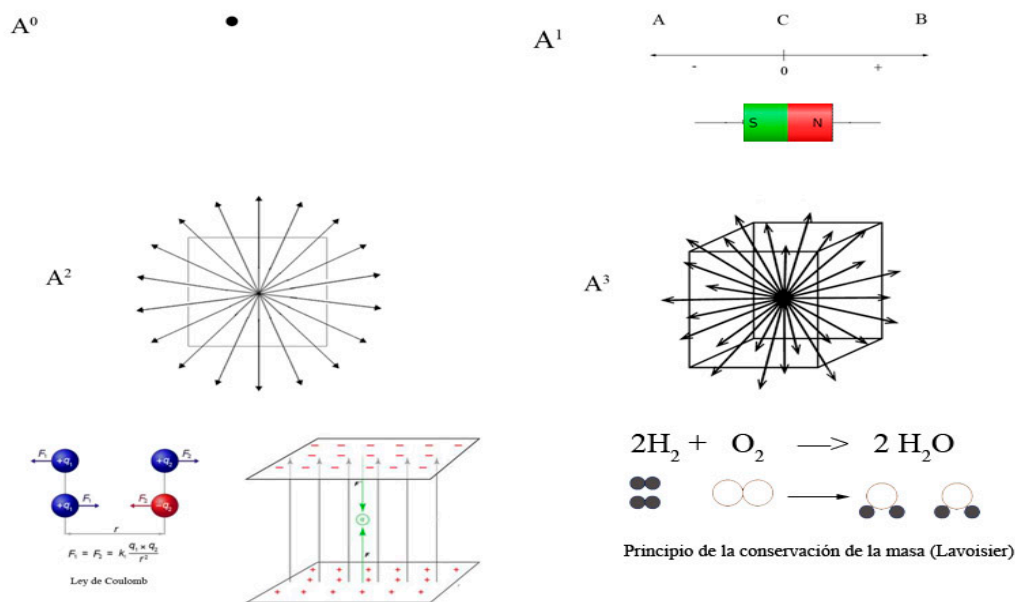 A⁰
A¹
A C B
- 0 +
S N
A²
A³
F₁ +q₁ +q₂ F₂
+q₁ F₁ F₂ -q₂
r
F₁ = F₂ = k q₁ × q₂ / r²
Ley de Coulomb
- - - - -
- - - - - -
- - - -
F
F
+ + + + +
+ + + + + +
+ + + +
2H₂ + O₂ —> 2 H₂O
Principio de la conservación de la masa (Lavoisier)